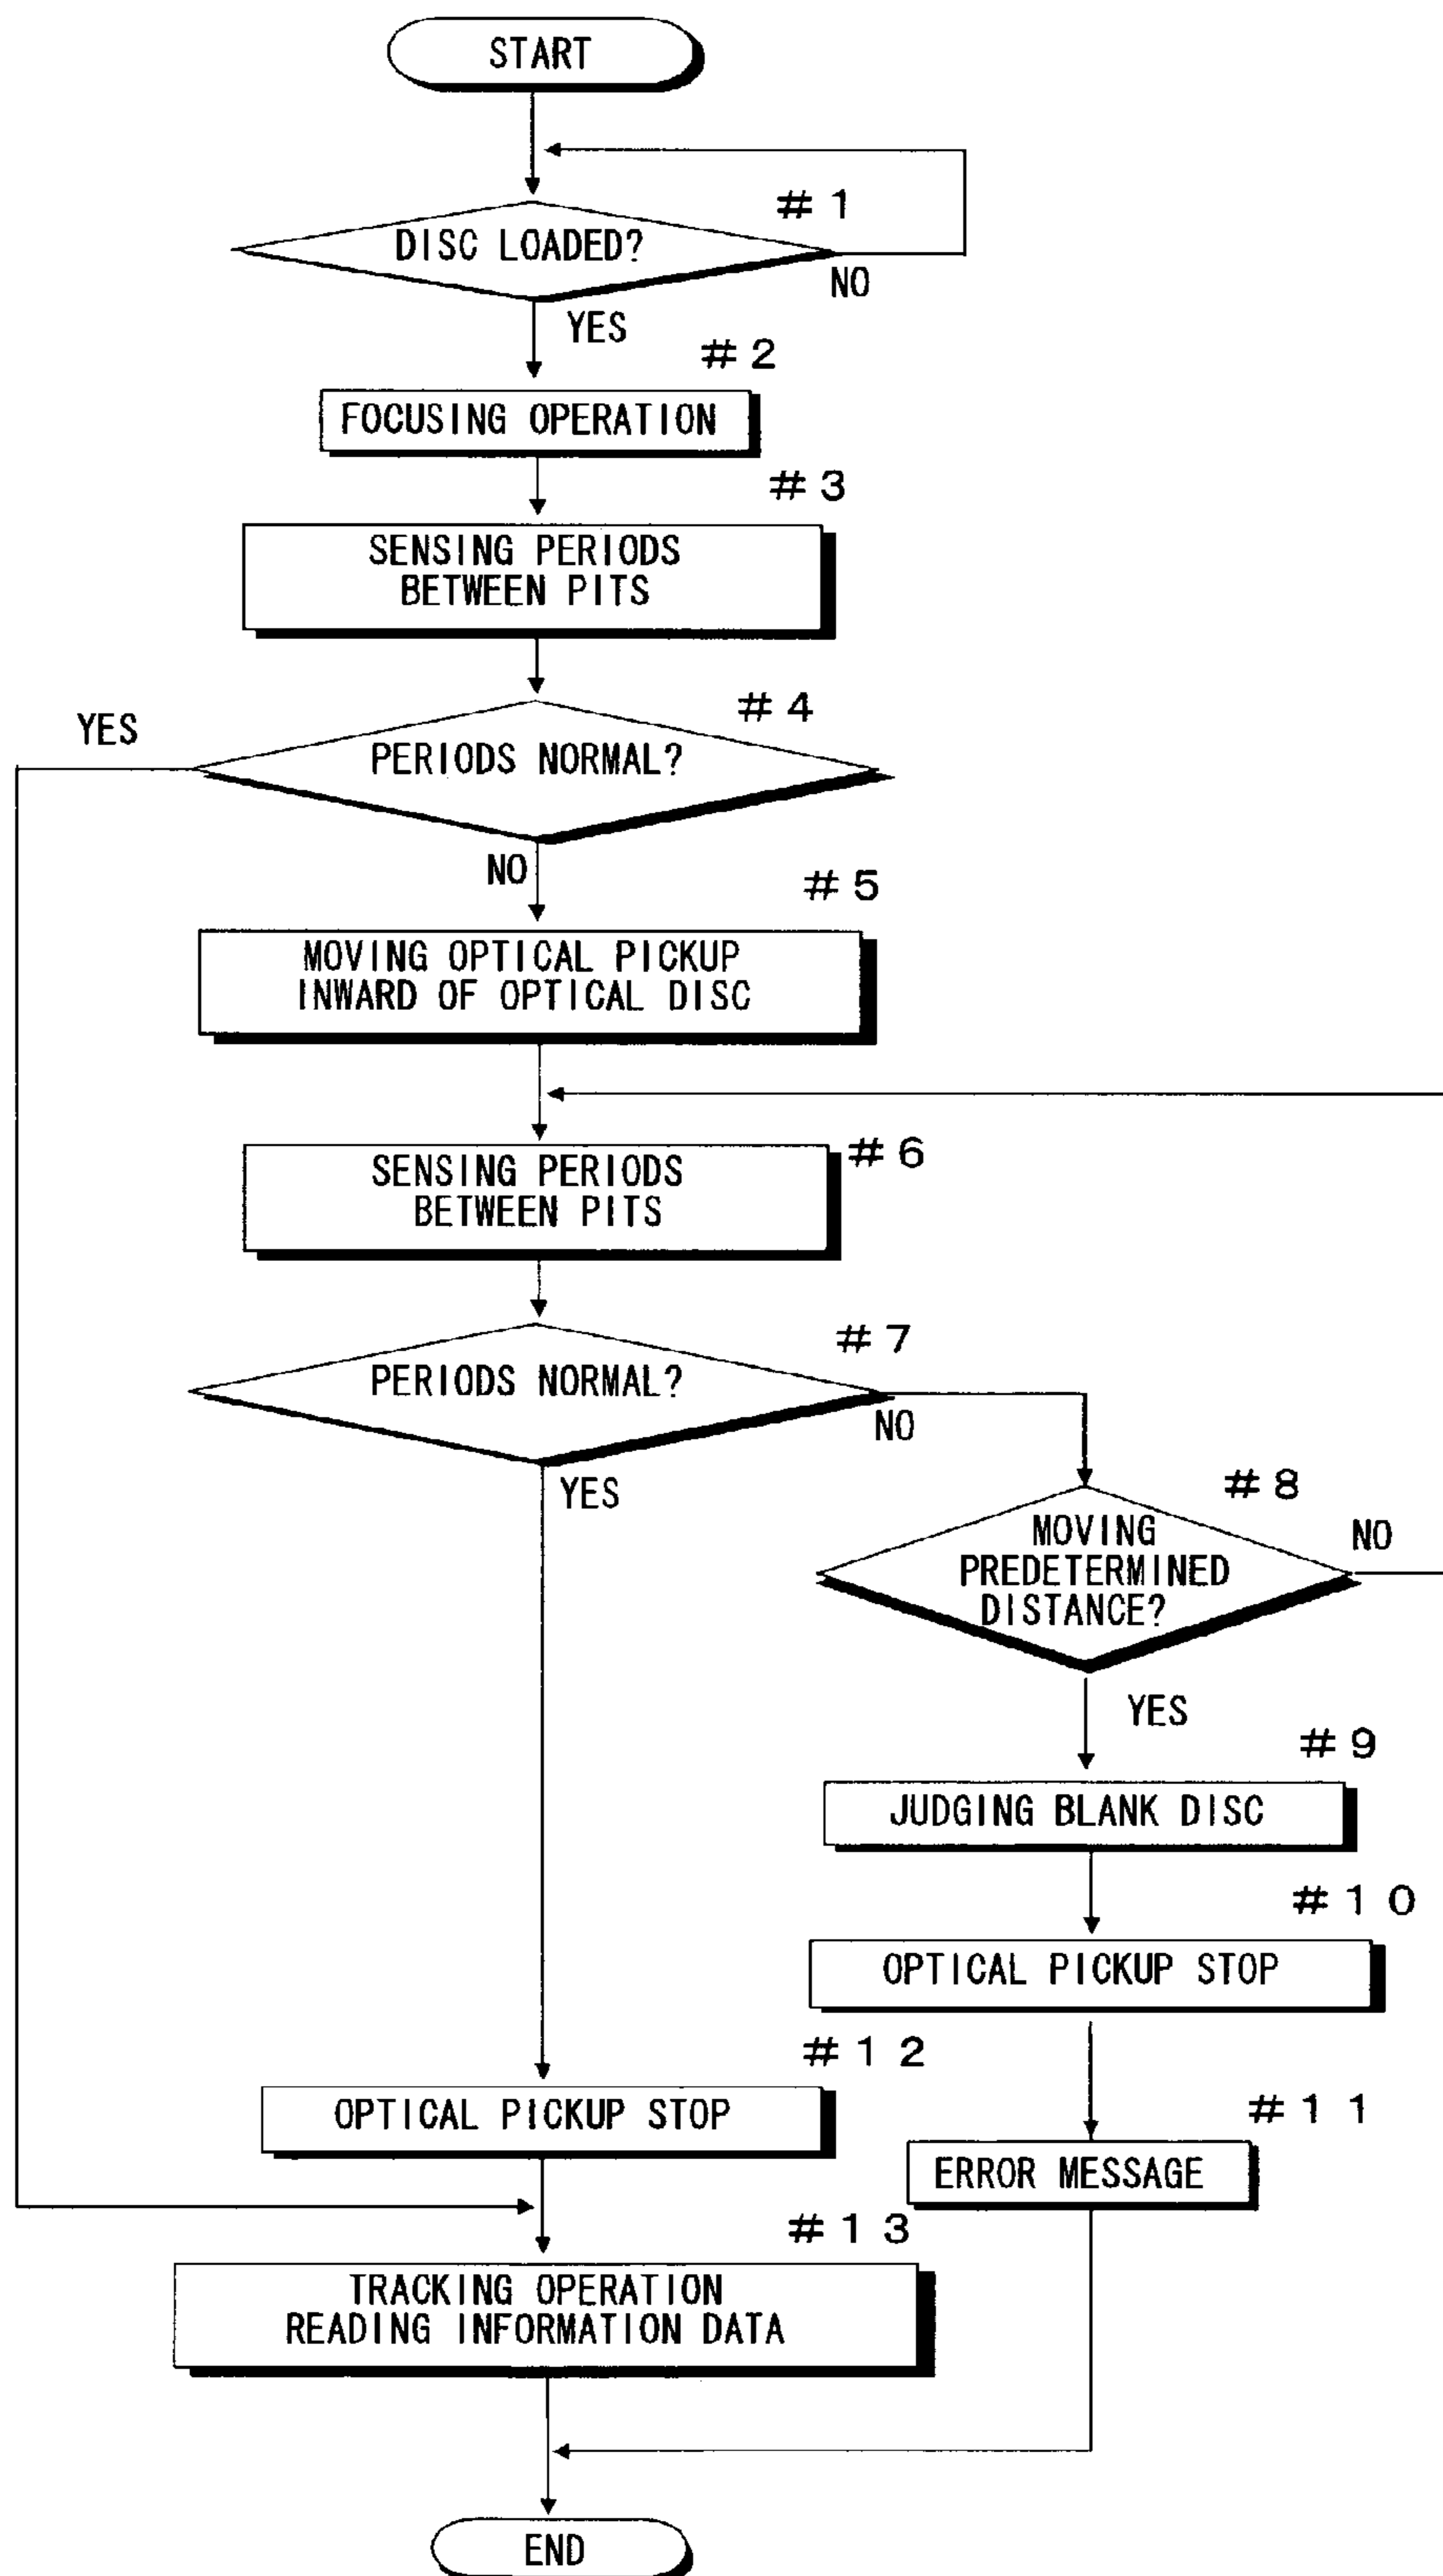 START
#1
DISC LOADED?
NO
YES
#2
FOCUSING OPERATION
#3
SENSING PERIODS
BETWEEN PITS
#4
YES
PERIODS NORMAL?
NO
#5
MOVING OPTICAL PICKUP
INWARD OF OPTICAL DISC
#6
SENSING PERIODS
BETWEEN PITS
#7
PERIODS NORMAL?
NO
YES
#8
MOVING
PREDETERMINED
DISTANCE?
NO
YES
#9
JUDGING BLANK DISC
#10
OPTICAL PICKUP STOP
#12
OPTICAL PICKUP STOP
#11
ERROR MESSAGE
#13
TRACKING OPERATION
READING INFORMATION DATA
END